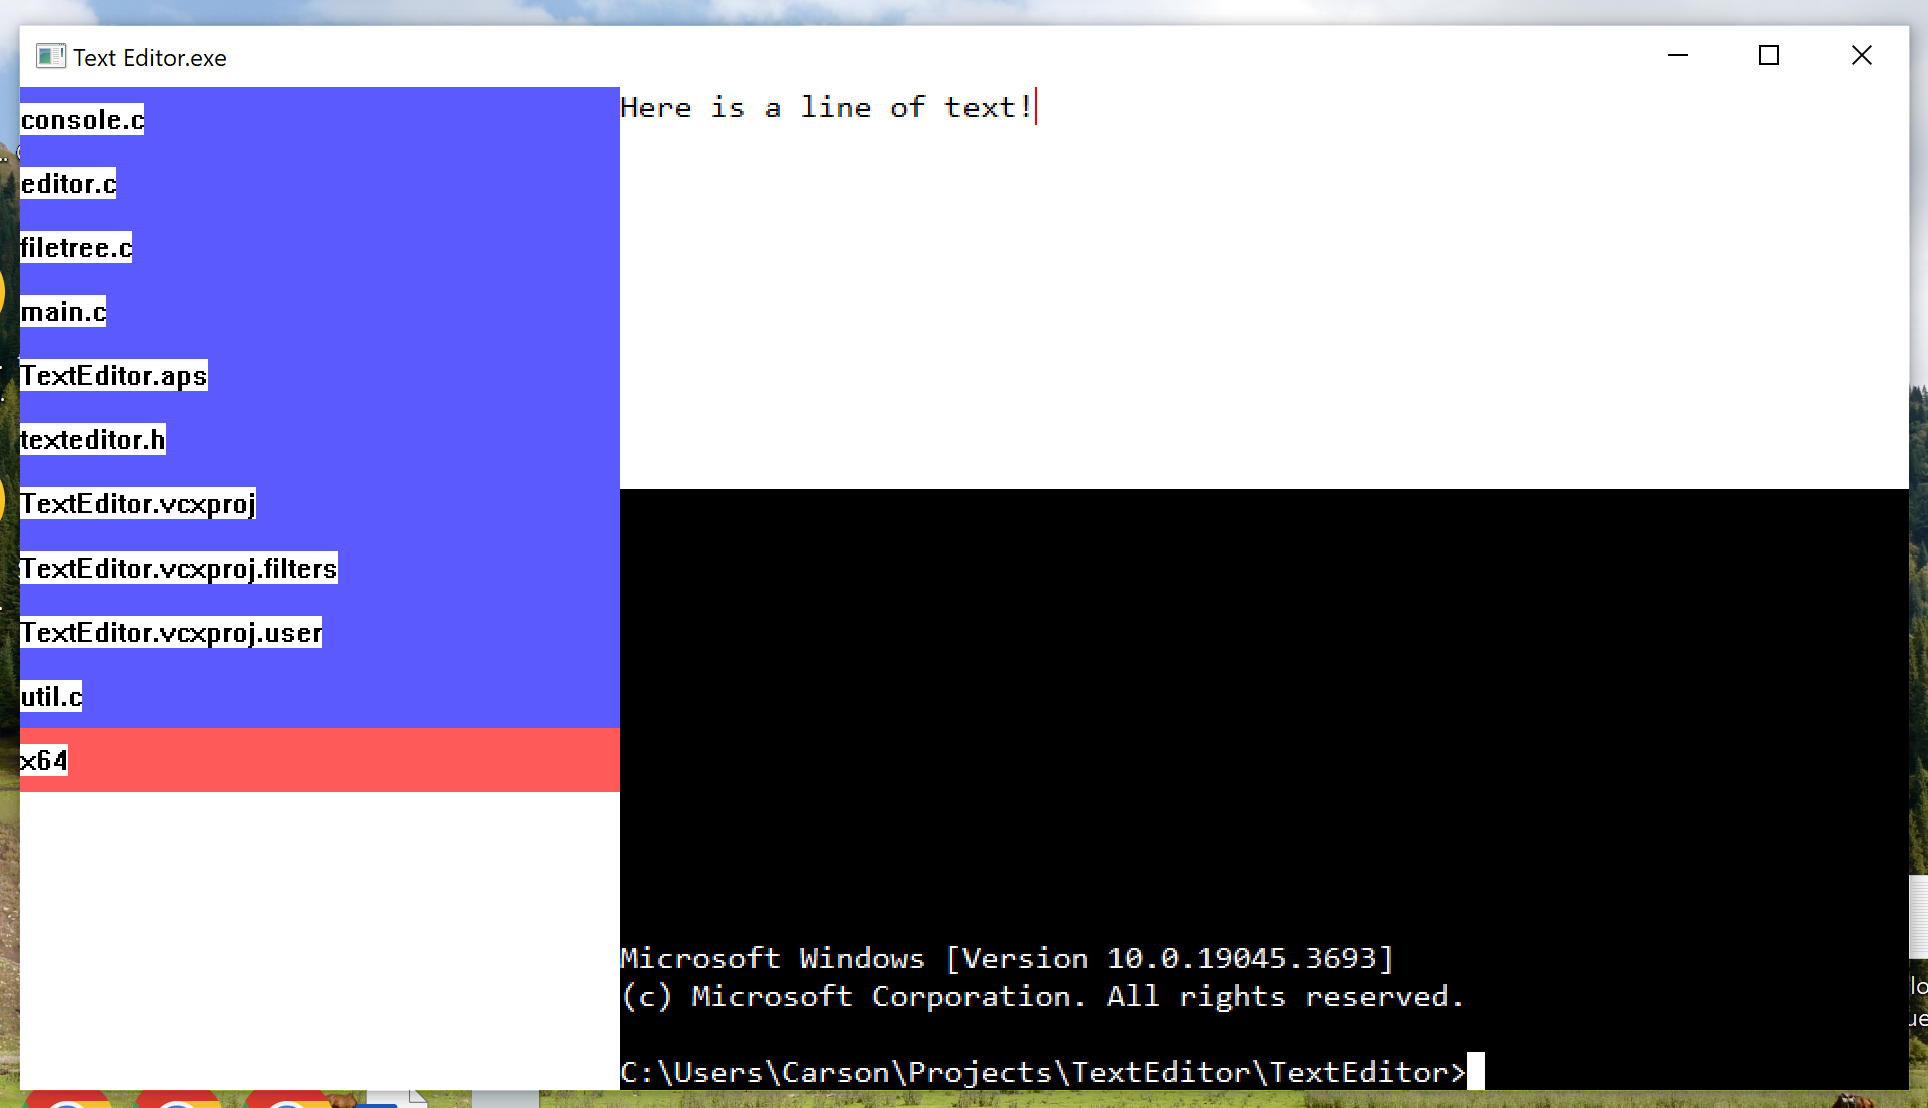 Text Editor.exe
console.c
editor.c
filetree.c
main.c
TextEditor.aps
texteditor.h
TextEditor.vcxproj
TextEditor.vcxproj.filters
TextEditor.vcxproj.user
util.c
x64
Here is a line of text!
Microsoft Windows [Version 10.0.19045.3693]
(c) Microsoft Corporation. All rights reserved.
C:\Users\Carson\Projects\TextEditor\TextEditor>